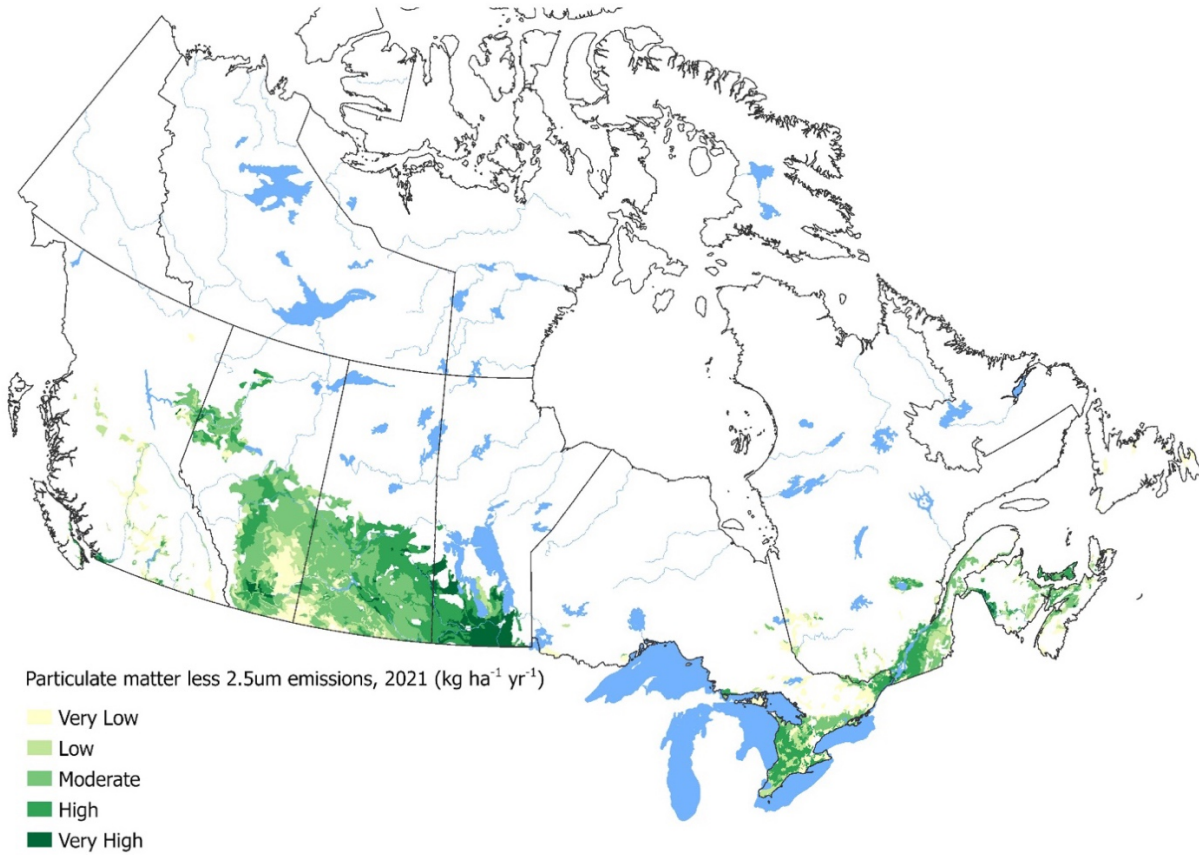 Particulate matter less 2.5um emissions, 2021 (kg ha⁻¹ yr⁻¹)
Very Low
Low
Moderate
High
Very High